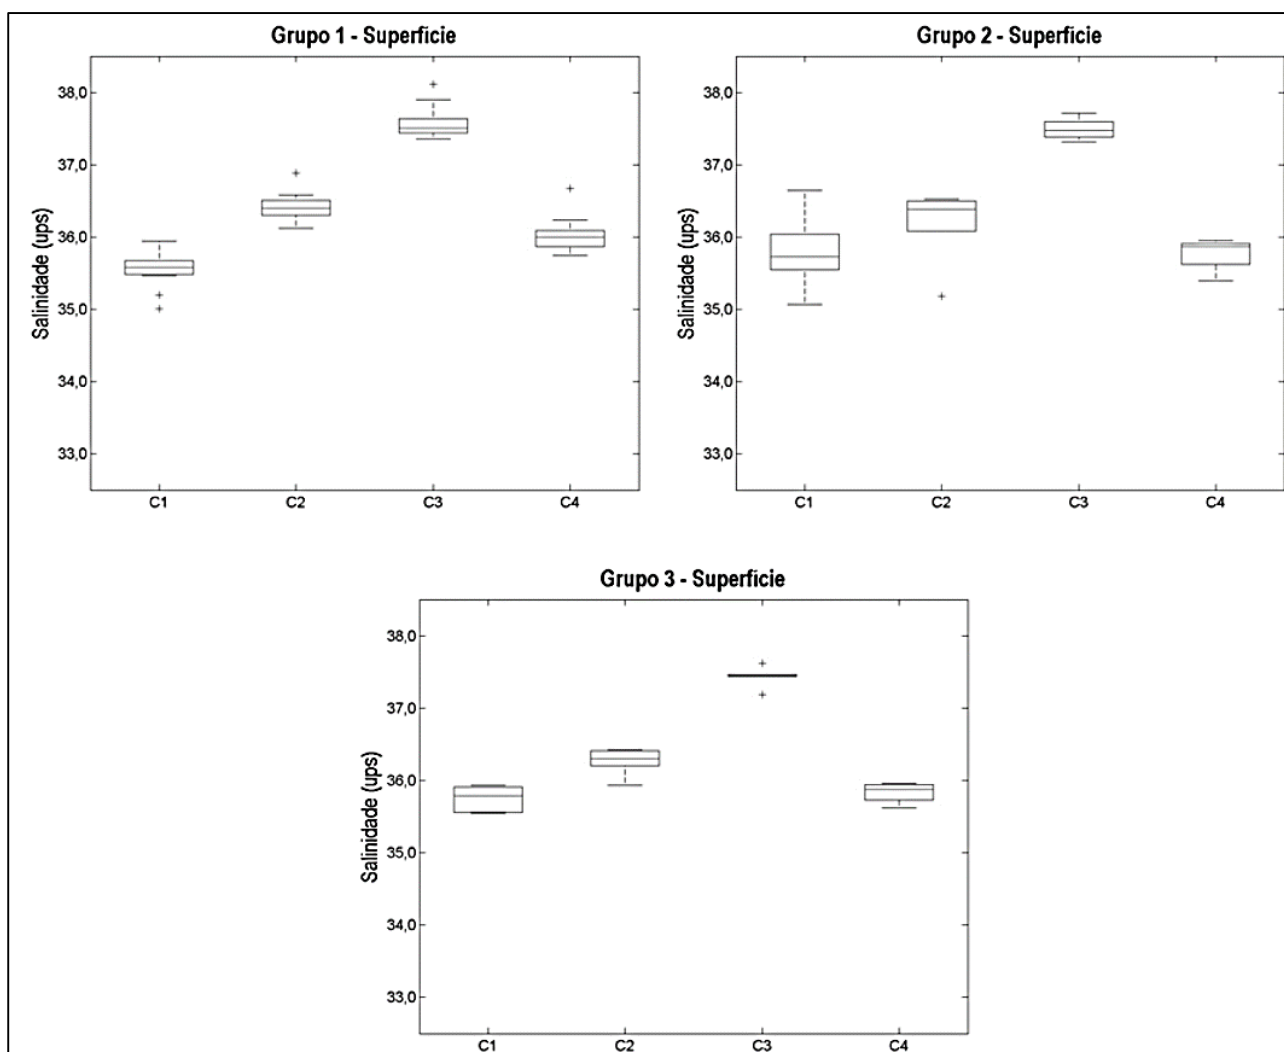 Grupo 1 - Superfície
38,0
37,0
36,0
35,0
34,0
33,0
Salinidade (ups)
C1 C2 C3 C4
Grupo 2 - Superfície
38,0
37,0
36,0
35,0
34,0
33,0
Salinidade (ups)
C1 C2 C3 C4
Grupo 3 - Superfície
38,0
37,0
36,0
35,0
34,0
33,0
Salinidade (ups)
C1 C2 C3 C4